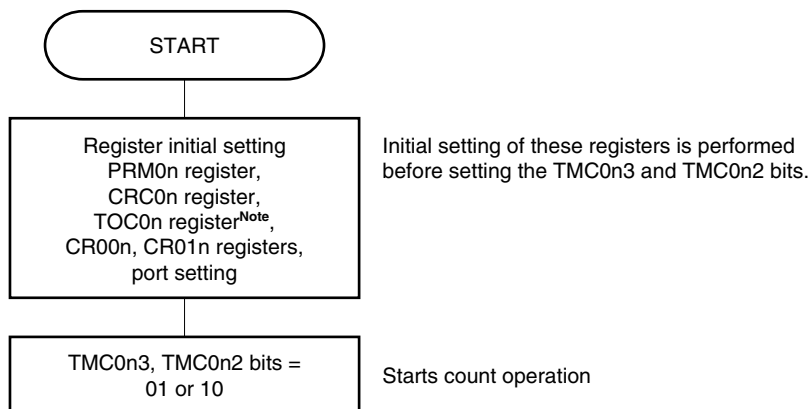 START
Register initial setting
PRM0n register,
CRC0n register,
TOC0n registerNote,
CR00n, CR01n registers,
port setting
Initial setting of these registers is performed
before setting the TMC0n3 and TMC0n2 bits.
TMC0n3, TMC0n2 bits =
01 or 10
Starts count operation